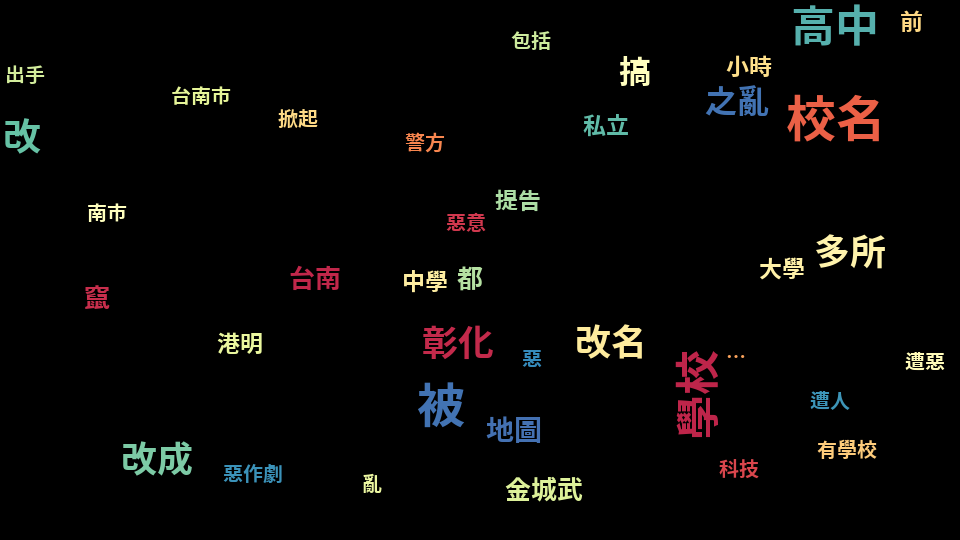 高中
前
包括
搞
小時
出手
台南市
之亂
校名
掀起
私立
改
警方
提告
南市
惡意
多所
大學
台南
中學
都
竄
港明
彰化
改名
惡
...
學校
遭惡
被
遭人
地圖
有學校
改成
惡作劇
科技
亂
金城武